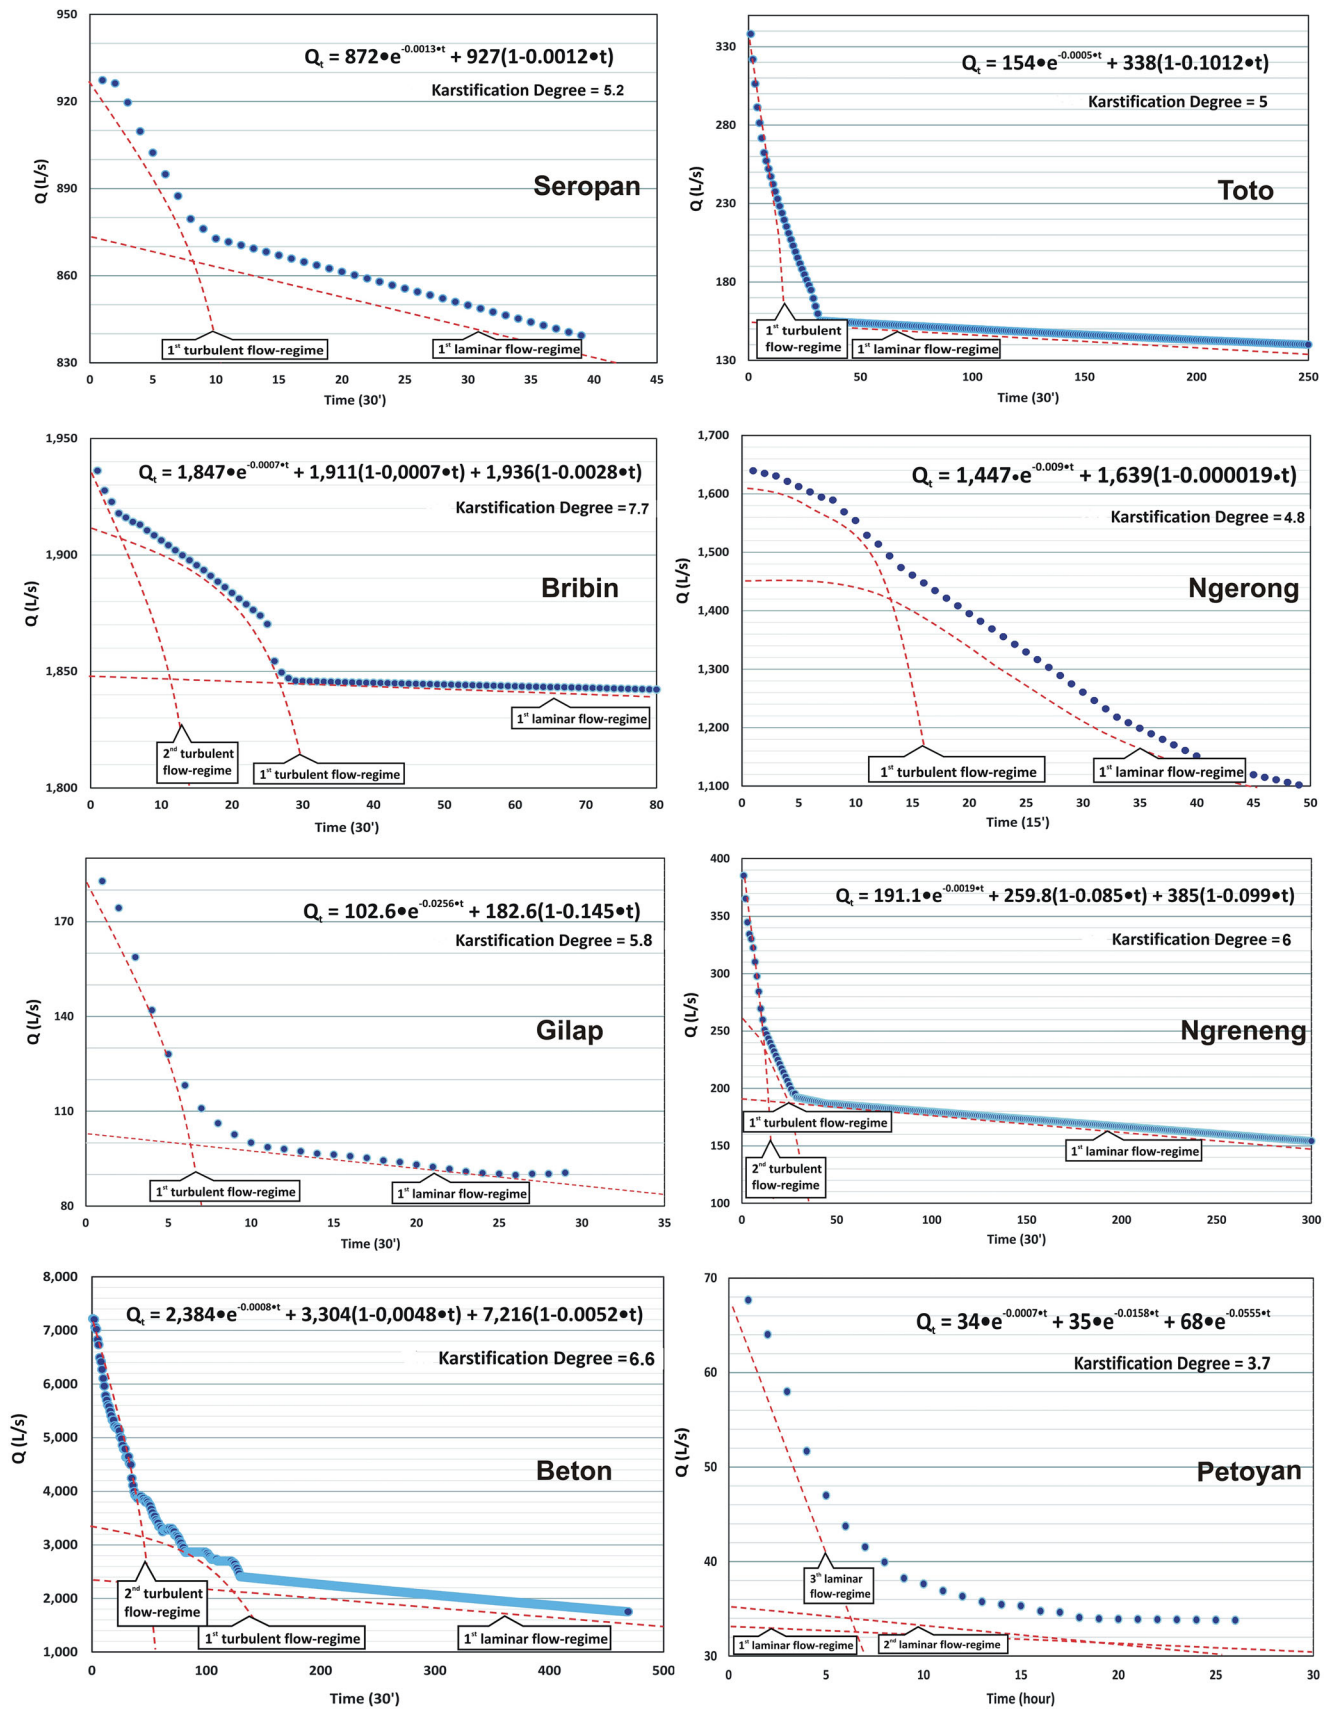 Q (L/s)
950
920
890
860
830
Qt = 872•e-0.0013•t + 927(1-0.0012•t)
Karstification Degree = 5.2
Seropan
1st turbulent flow-regime
1st laminar flow-regime
0 5 10 15 20 25 30 35 40 45
Time (30')
Q (L/s)
330
280
230
180
130
Qt = 154•e-0.0005•t + 338(1-0.1012•t)
Karstification Degree = 5
Toto
1st turbulent
flow-regime
1st laminar flow-regime
0 50 100 150 200 250
Time (30')
Q (L/s)
1,950
1,900
1,850
1,800
Qt = 1,847•e-0.0007•t + 1,911(1-0,0007•t) + 1,936(1-0.0028•t)
Karstification Degree =7.7
Bribin
1st laminar flow-regime
2nd turbulent
flow-regime
1st turbulent flow-regime
0 10 20 30 40 50 60 70 80
Time (30')
Q (L/s)
1,700
1,600
1,500
1,400
1,300
1,200
1,100
Qt = 1,447•e-0.009•t + 1,639(1-0.000019•t)
Karstification Degree =4.8
Ngerong
1st turbulent flow-regime
1st laminar flow-regime
0 5 10 15 20 25 30 35 40 45 50
Time (15')
Q (L/s)
170
140
110
80
Qt = 102.6•e-0.0256•t + 182.6(1-0.145•t)
Karstification Degree = 5.8
Gilap
1st turbulent flow-regime
1st laminar flow-regime
0 5 10 15 20 25 30 35
Time (30')
Q (L/s)
400
350
300
250
200
150
100
Qt = 191.1•e-0.0019•t + 259.8(1-0.085•t) + 385(1-0.099•t)
Karstification Degree =6
Ngreneng
1st turbulent flow-regime
1st laminar flow-regime
2nd turbulent
flow-regime
0 50 100 150 200 250 300
Time (30')
Q (L/s)
8,000
7,000
6,000
5,000
4,000
3,000
2,000
1,000
Qt = 2,384•e-0.0008•t + 3,304(1-0,0048•t) + 7,216(1-0.0052•t)
Karstification Degree =6.6
Beton
2nd turbulent
flow-regime
1st turbulent flow-regime
1st laminar flow-regime
0 100 200 300 400 500
Time (30')
Q (L/s)
70
60
50
40
30
Qt = 34•e-0.0007•t + 35•e-0.0158•t + 68•e-0.0555•t
Karstification Degree = 3.7
Petoyan
3th laminar
flow-regime
1st laminar flow-regime
2nd laminar flow-regime
0 5 10 15 20 25 30
Time (hour)